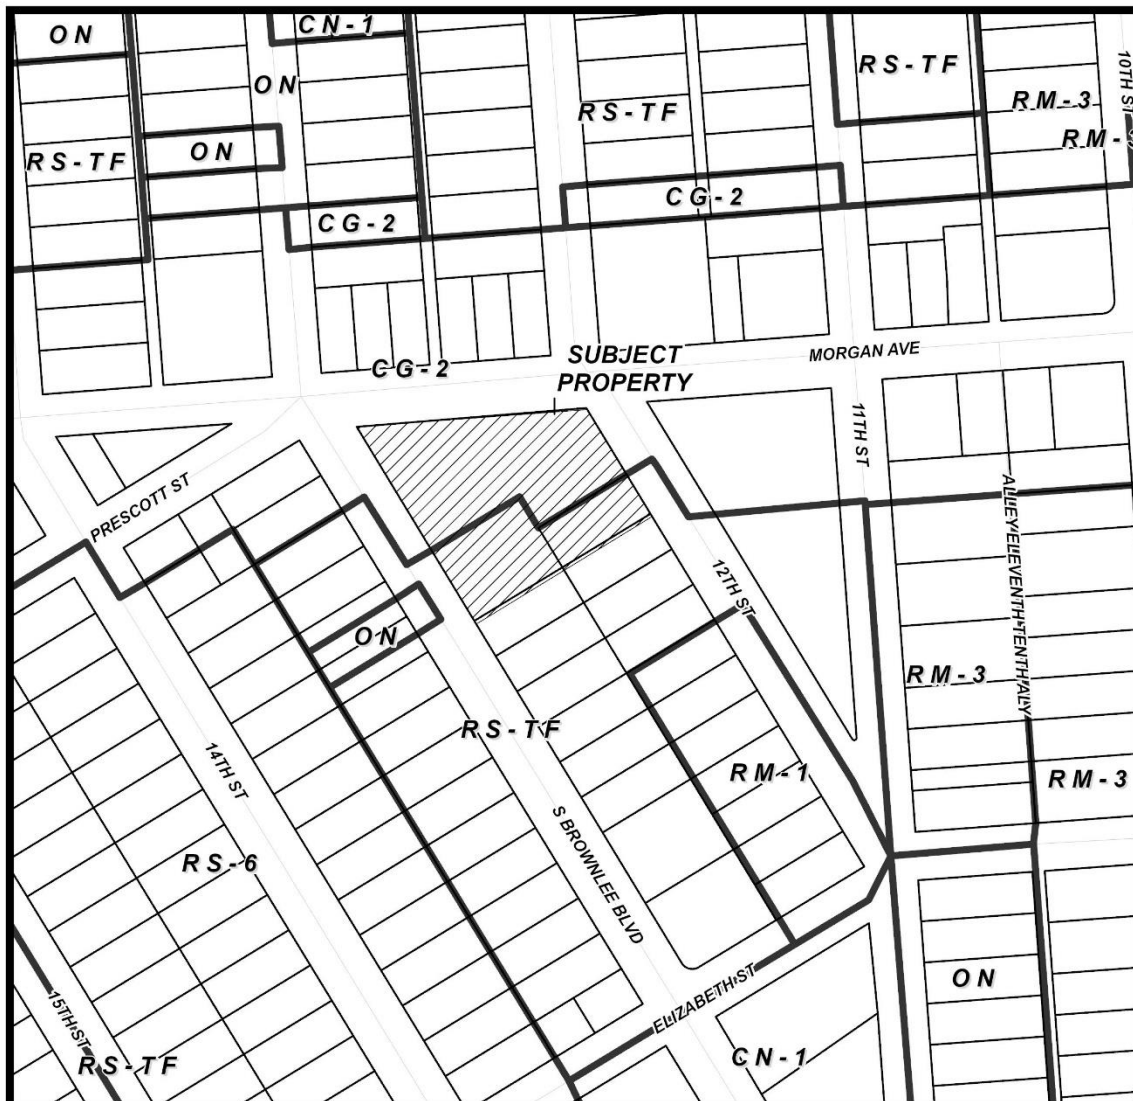 ON
CN-1
ON
RS-TF
RS-TF
RM-3
10TH ST
RM-
ON
RS-TF
CG-2
CG-2
SUBJECT
PROPERTY
MORGAN AVE
CG-2
11TH ST
PRESCOTT ST
ALLEY ELEVENTH TENTH ALY
12TH ST
ON
RM-3
RS-TF
14TH ST
RM-1
RM-3
S BROWNLEE BLVD
RS-6
ON
ELIZABETH ST
15TH ST
RS-TF
CN-1